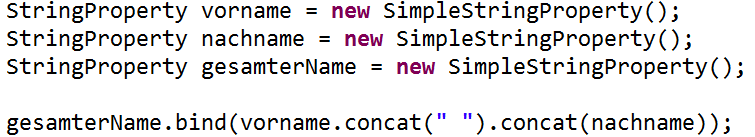 StringProperty vorname = new SimpleStringProperty();
StringProperty nachname = new SimpleStringProperty();
StringProperty gesamterName = new SimpleStringProperty();
gesamterName.bind(vorname.concat(" ").concat(nachname));